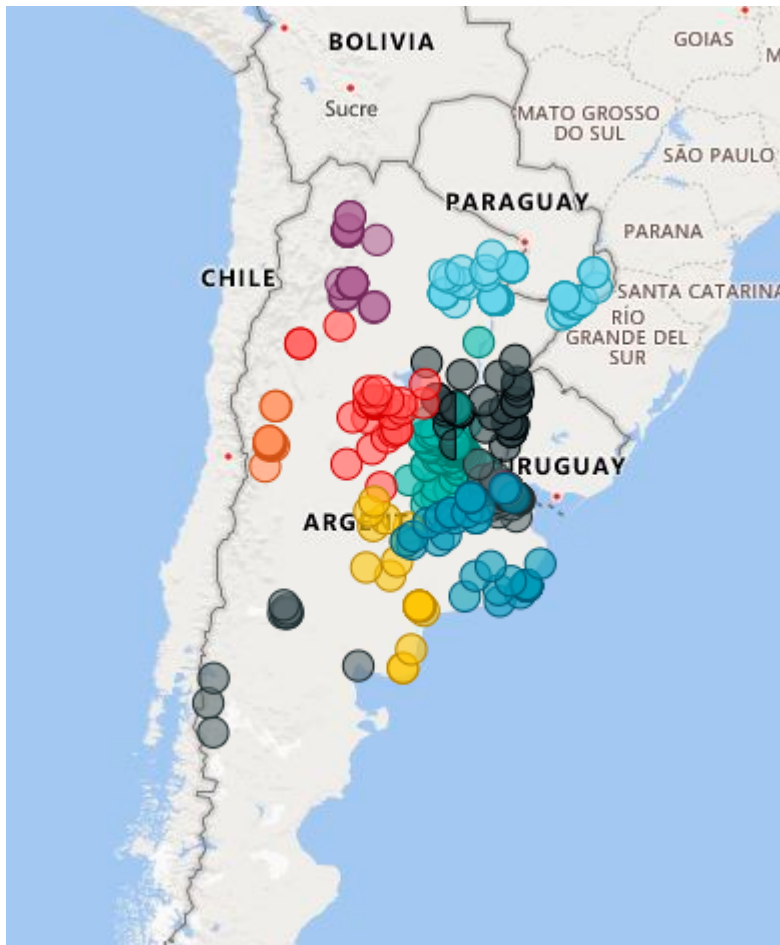 BOLIVIA
GOIAS
M
Sucre
MATO GROSSO
DO SUL
SÃO PAULO
PARAGUAY
PARANA
CHILE
SANTA CATARINA
RÍO
GRANDE DEL
SUR
URUGUAY
ARGENT